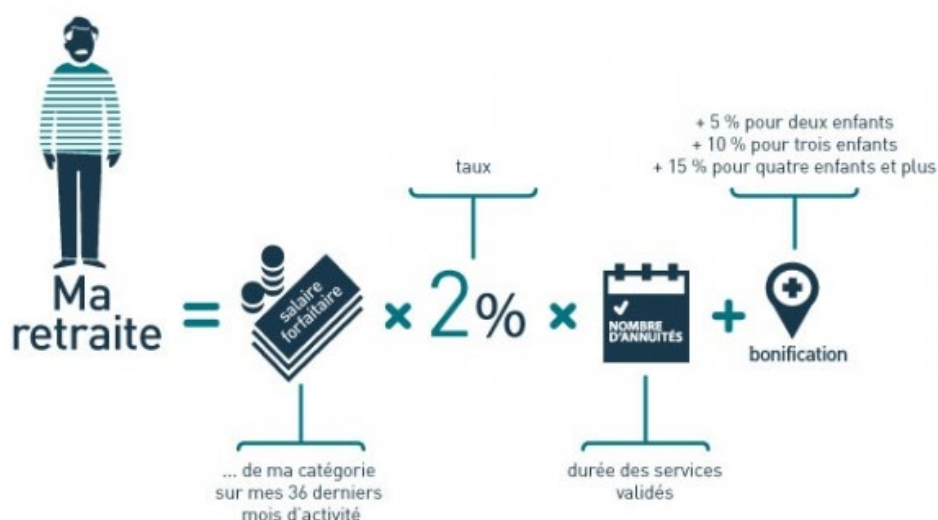 + 5 % pour deux enfants
+ 10 % pour trois enfants
+ 15 % pour quatre enfants et plus
taux
Ma
retraite
=
salaire
forfaitaire
×
2%
×
NOMBRE
D'ANNUITÉS
+
bonification
... de ma catégorie
sur mes 36 derniers
mois d'activité
durée des services
validés